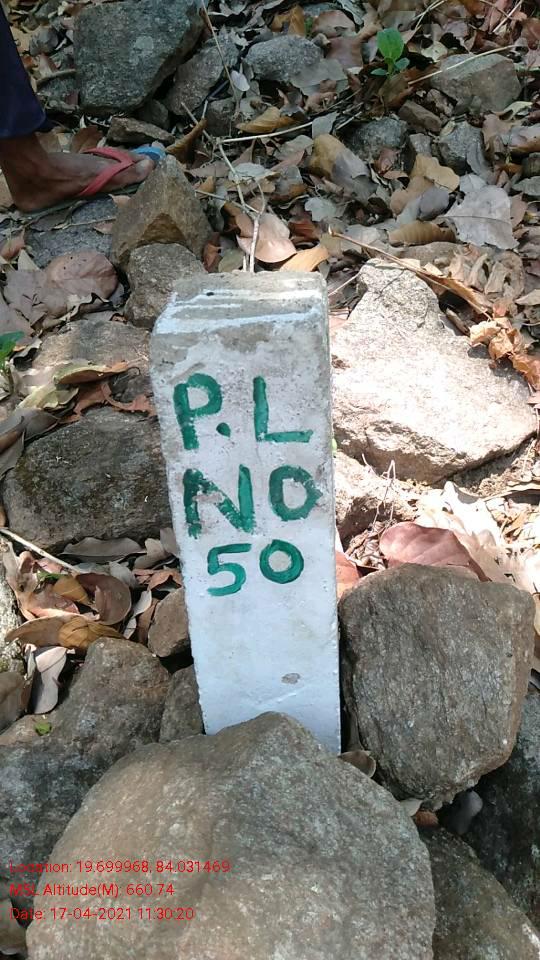 P.L
NO
50
Location: 19.699968, 84.031469
MSL Altitude(M): 660.74
Date: 17-04-2021 11:30:20